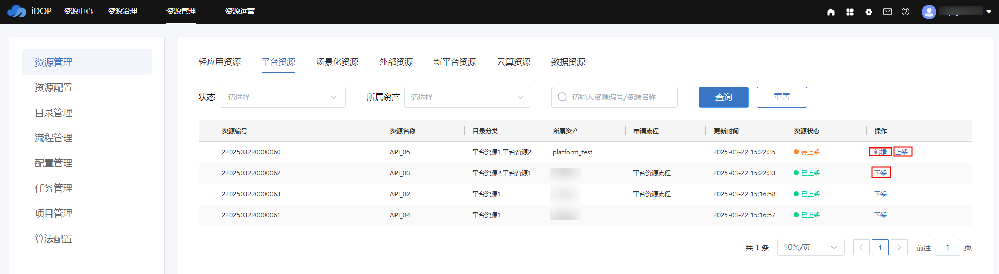 iDOP 资源中心 资源治理 资源管理 资源运营
资源管理
资源配置
目录管理
流程管理
配置管理
任务管理
项目管理
算法配置
轻应用资源 平台资源 场景化资源 外部资源 新平台资源 云算资源 数据资源
状态 请选择 所属资产 请选择 请输入资源编号/资源名称 查询 重置
资源编号 资源名称 目录分类 所属资产 申请流程 更新时间 资源状态 操作
2202503220000060 API_05 平台资源1,平台资源2 platform_test 2025-03-22 15:22:35 待上架 编辑 上架
2202503220000062 API_03 平台资源2,平台资源1 平台资源流程 2025-03-22 15:22:33 已上架 下架
2202503220000063 API_02 平台资源1 平台资源流程 2025-03-22 15:16:58 已上架 下架
2202503220000061 API_04 平台资源1 2025-03-22 15:16:57 已上架 下架
共 1 条 10条/页 1 前往 1 页